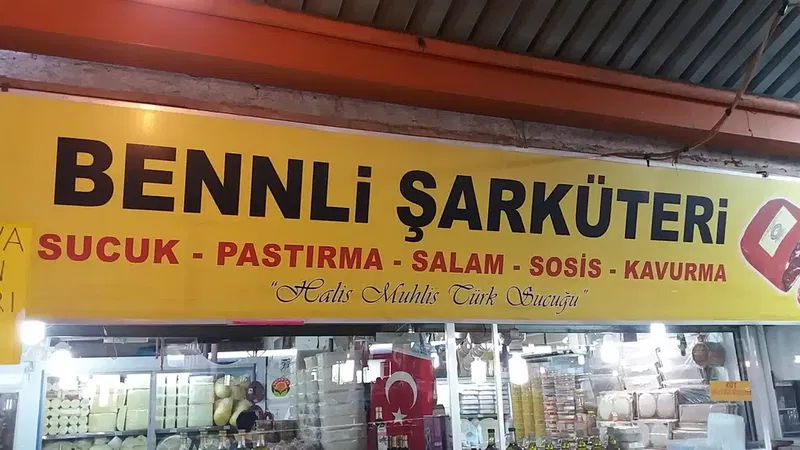 BENNLİ ŞARKÜTERİ
SUCUK - PASTIRMA - SALAM - SOSİS - KAVURMA
"Halis Muhlis Türk Sucuğu"